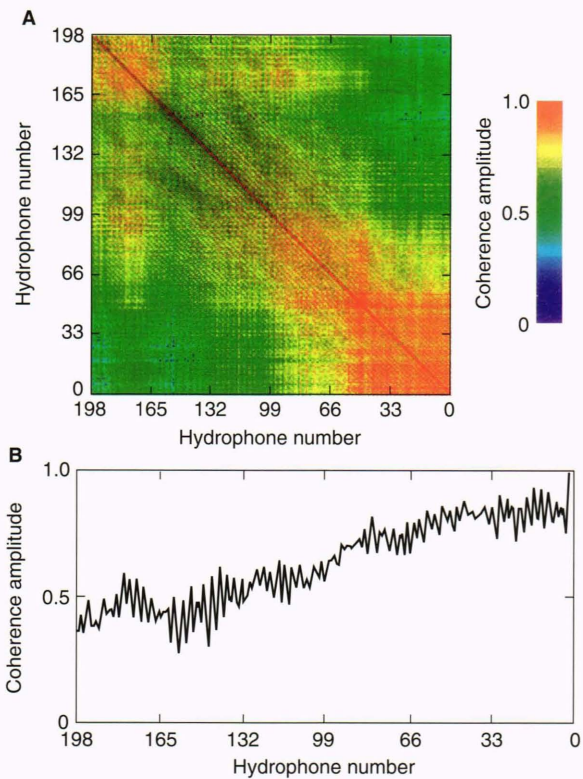 A
Hydrophone number
198
165
132
99
66
33
0
198 165 132 99 66 33 0
Hydrophone number
Coherence amplitude
1.0
0.5
0
B
Coherence amplitude
1.0
0.5
0
198 165 132 99 66 33 0
Hydrophone number